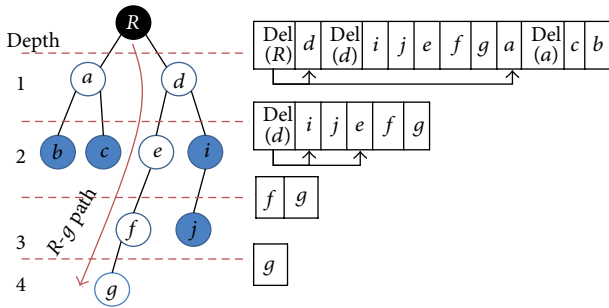 Depth
1
2
3
4
R
a
d
b
c
e
i
f
j
g
R-g path
Del (R) d Del (d) i j e f g a Del (a) c b
Del (d) i j e f g
f g
g